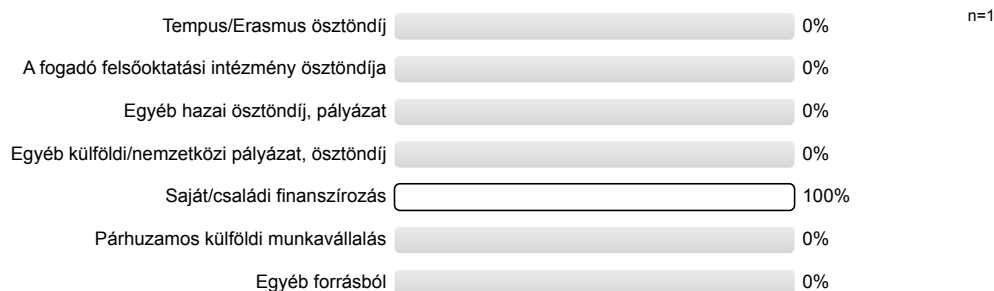 Tempus/Erasmus ösztöndíj 0% n=1
A fogadó felsőoktatási intézmény ösztöndíja 0%
Egyéb hazai ösztöndíj, pályázat 0%
Egyéb külföldi/nemzetközi pályázat, ösztöndíj 0%
Saját/családi finanszírozás 100%
Párhuzamos külföldi munkavállalás 0%
Egyéb forrásból 0%